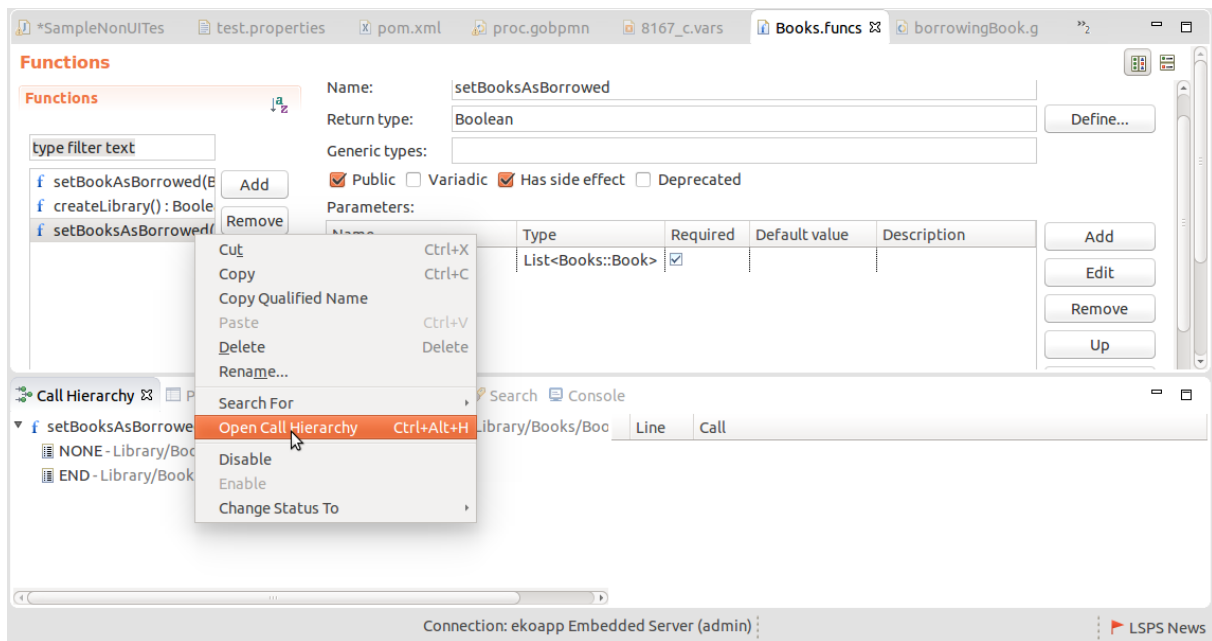 *SampleNonUITes test.properties pom.xml proc.gobpmn 8167_c.vars Books.funcs borrowingBook.g »2
Functions
Functions
type filter text
f setBookAsBorrowed(B
f createLibrary() : Boole
f setBooksAsBorrowed(
Add
Remove
Name: setBooksAsBorrowed
Return type: Boolean Define...
Generic types:
Public Variadic Has side effect Deprecated
Parameters:
Type Required Default value Description
List<Books::Book>
Add
Edit
Remove
Up
Cut Ctrl+X
Copy Ctrl+C
Copy Qualified Name
Paste Ctrl+V
Delete Delete
Rename...
Search For
Open Call Hierarchy Ctrl+Alt+H
Disable
Enable
Change Status To
Call Hierarchy P Search Console
f setBooksAsBorrowe Library/Books/Boo Line Call
NONE - Library/Boo
END - Library/Book
Connection: ekoapp Embedded Server (admin) LSPS News